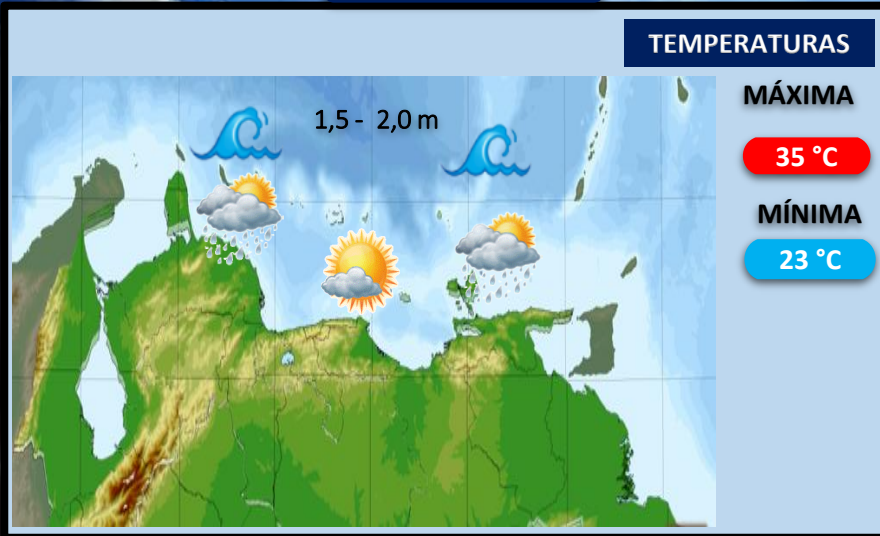 TEMPERATURAS
MÁXIMA
1,5 - 2,0 m
35 °C
MÍNIMA
23 °C